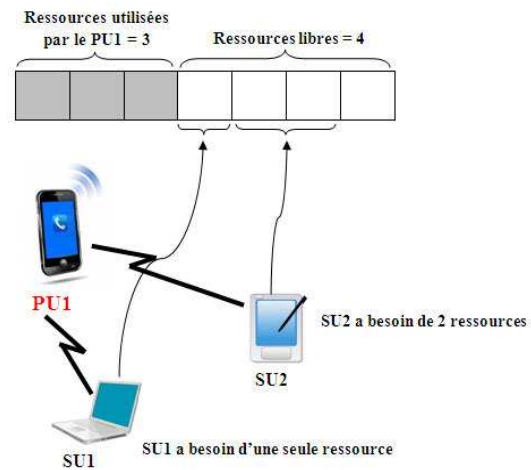 Ressources utilisées
par le PU1 = 3
Ressources libres = 4
PU1
SU2 a besoin de 2 ressources
SU2
SU1 a besoin d'une seule ressource
SU1